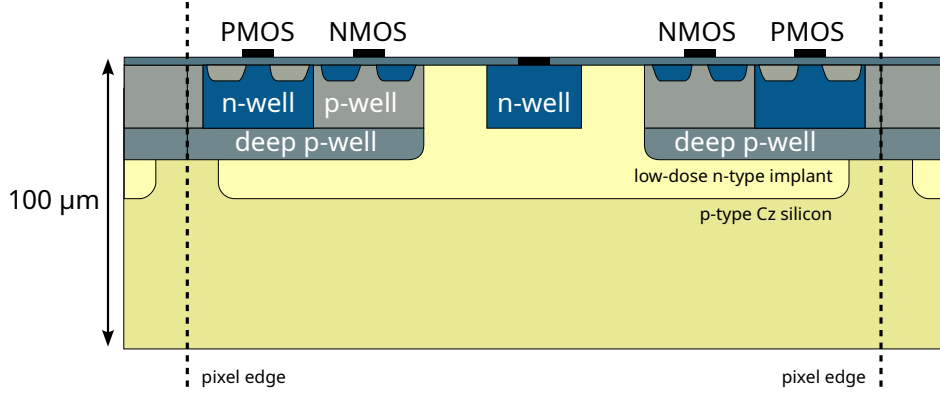 PMOS NMOS NMOS PMOS
n-well p-well n-well
deep p-well deep p-well
low-dose n-type implant
100 µm
p-type Cz silicon
pixel edge pixel edge